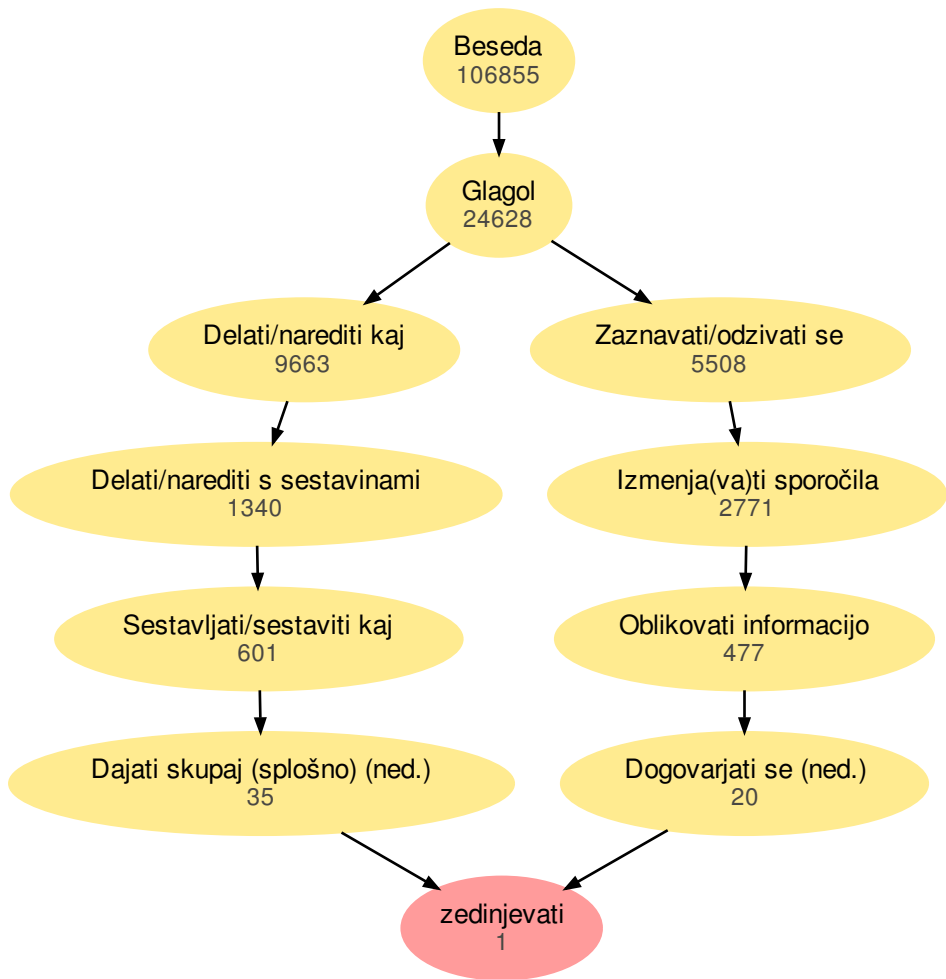 Beseda
106855
Glagol
24628
Delati/narediti kaj
9663
Zaznavati/odzivati se
5508
Delati/narediti s sestavinami
1340
Izmenja(va)ti sporočila
2771
Sestavljati/sestaviti kaj
601
Oblikovati informacijo
477
Dajati skupaj (splošno) (ned.)
35
Dogovarjati se (ned.)
20
zedinjevati
1